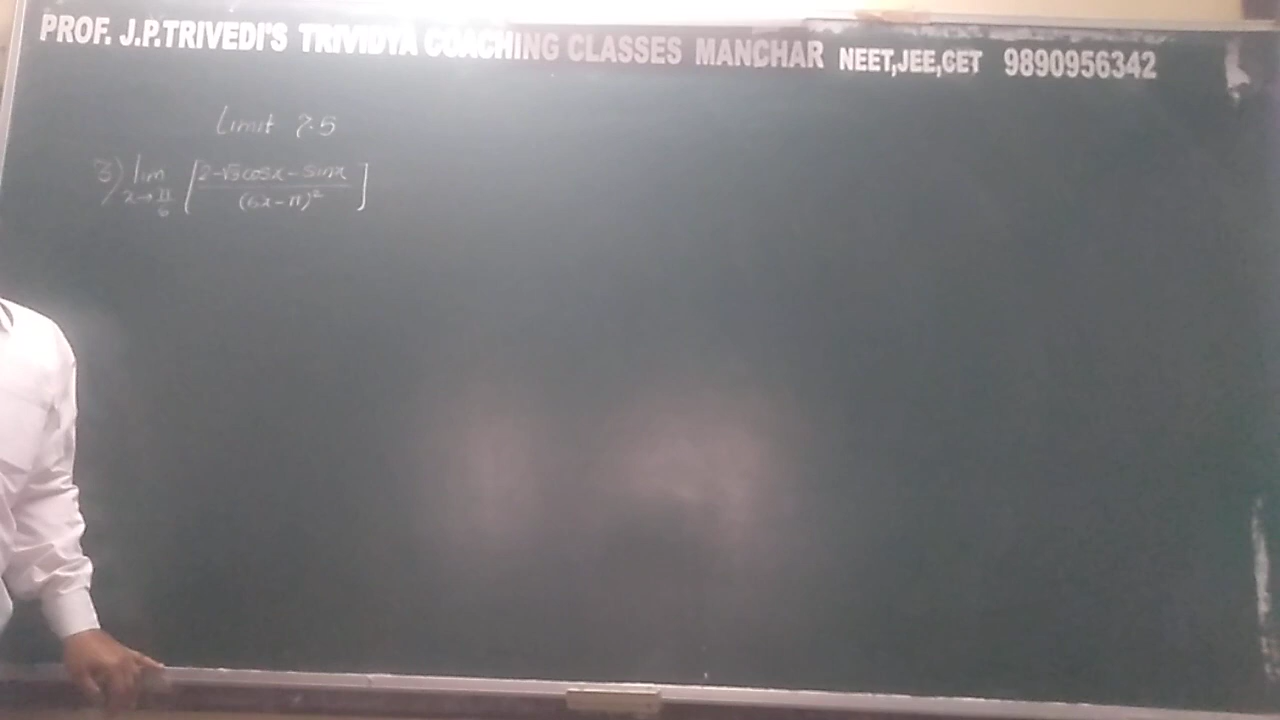 PROF. J.P.TRIVEDI'S TRIVIDYA COACHING CLASSES MANCHAR NEET,JEE,CET 9890956342
Limit 7.5
3) lim x→π/6 [2-√3cosx-sinx / (6x-π)²]